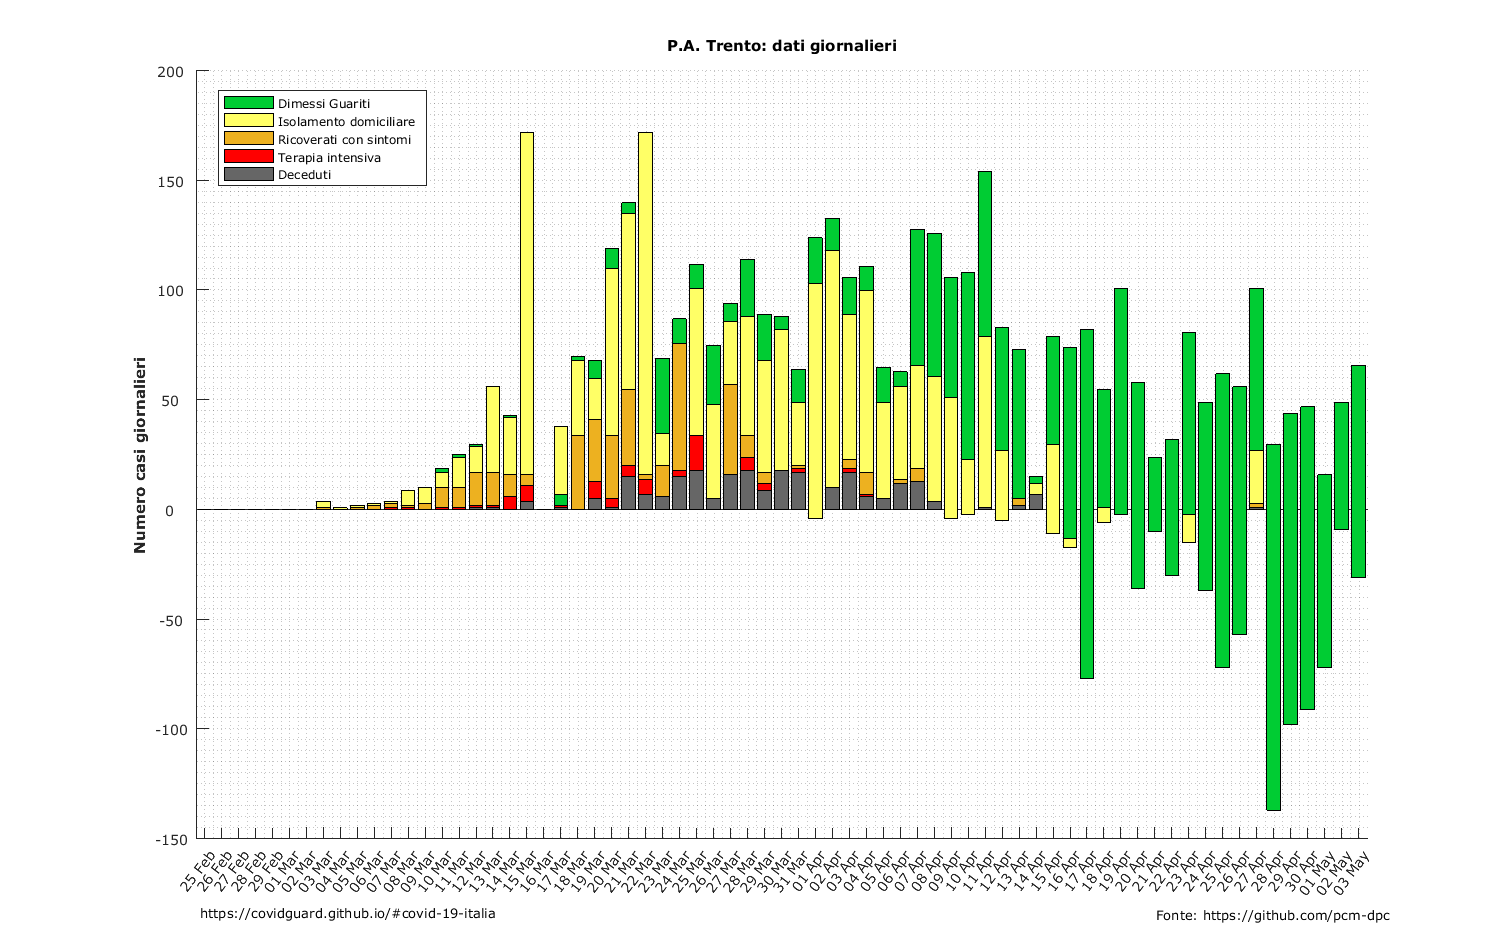 P.A. Trento: dati giornalieri
200
150
100
50
0
-50
-100
-150
Numero casi giornalieri
Dimessi Guariti
Isolamento domiciliare
Ricoverati con sintomi
Terapia intensiva
Deceduti
25 Feb
26 Feb
27 Feb
28 Feb
29 Feb
01 Mar
02 Mar
03 Mar
04 Mar
05 Mar
06 Mar
07 Mar
08 Mar
09 Mar
10 Mar
11 Mar
12 Mar
13 Mar
14 Mar
15 Mar
16 Mar
17 Mar
18 Mar
19 Mar
20 Mar
21 Mar
22 Mar
23 Mar
24 Mar
25 Mar
26 Mar
27 Mar
28 Mar
29 Mar
30 Mar
31 Mar
01 Apr
02 Apr
03 Apr
04 Apr
05 Apr
06 Apr
07 Apr
08 Apr
09 Apr
10 Apr
11 Apr
12 Apr
13 Apr
14 Apr
15 Apr
16 Apr
17 Apr
18 Apr
19 Apr
20 Apr
21 Apr
22 Apr
23 Apr
24 Apr
25 Apr
26 Apr
27 Apr
28 Apr
29 Apr
30 Apr
01 May
02 May
03 May
https://covidguard.github.io/#covid-19-italia
Fonte: https://github.com/pcm-dpc